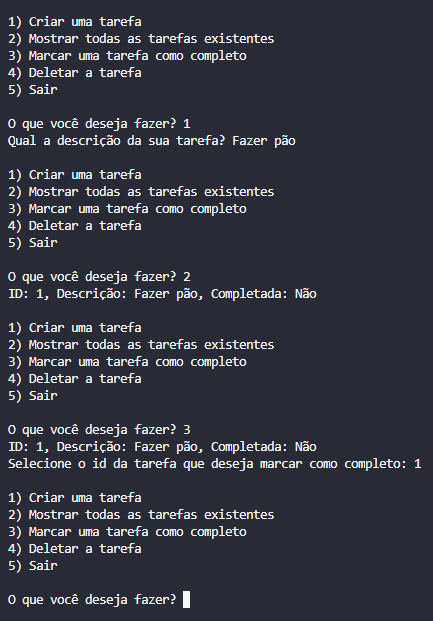 1) Criar uma tarefa
2) Mostrar todas as tarefas existentes
3) Marcar uma tarefa como completo
4) Deletar a tarefa
5) Sair
O que você deseja fazer? 1
Qual a descrição da sua tarefa? Fazer pão
1) Criar uma tarefa
2) Mostrar todas as tarefas existentes
3) Marcar uma tarefa como completo
4) Deletar a tarefa
5) Sair
O que você deseja fazer? 2
ID: 1, Descrição: Fazer pão, Completada: Não
1) Criar uma tarefa
2) Mostrar todas as tarefas existentes
3) Marcar uma tarefa como completo
4) Deletar a tarefa
5) Sair
O que você deseja fazer? 3
ID: 1, Descrição: Fazer pão, Completada: Não
Selecione o id da tarefa que deseja marcar como completo: 1
1) Criar uma tarefa
2) Mostrar todas as tarefas existentes
3) Marcar uma tarefa como completo
4) Deletar a tarefa
5) Sair
O que você deseja fazer?